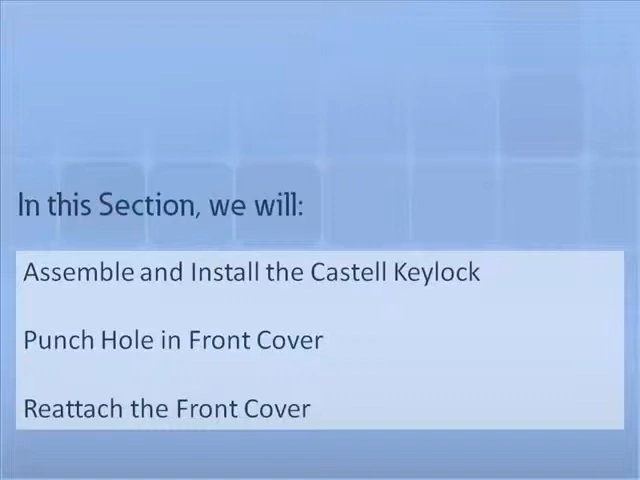 In this Section, we will:
Assemble and Install the Castell Keylock
Punch Hole in Front Cover
Reattach the Front Cover